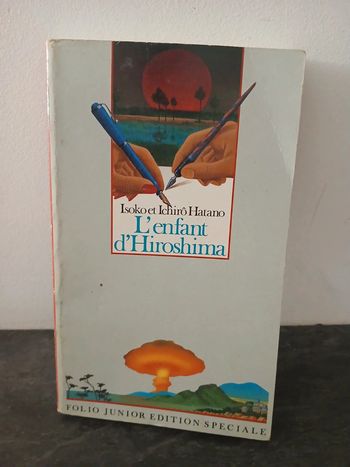 Isoko et Ichirô Hatano
L'enfant
d'Hiroshima
FOLIO JUNIOR EDITION SPECIALE